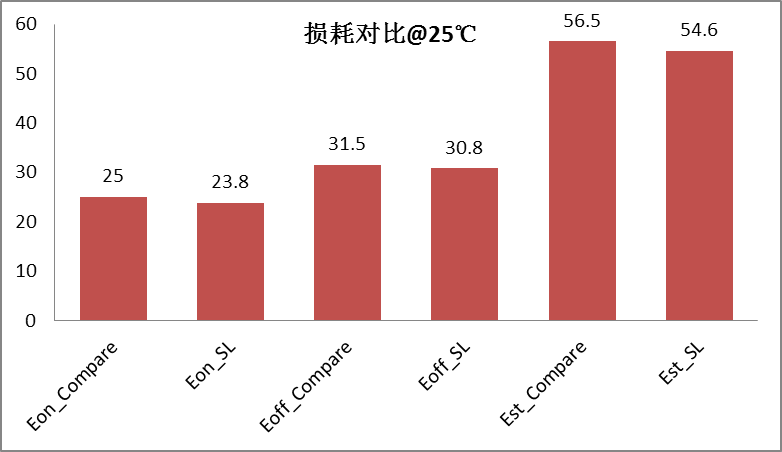 损耗对比@25℃
60
50
40
30
20
10
0
25
23.8
31.5
30.8
56.5
54.6
Eon_Compare
Eon_SL
Eoff_Compare
Eoff_SL
Est_Compare
Est_SL